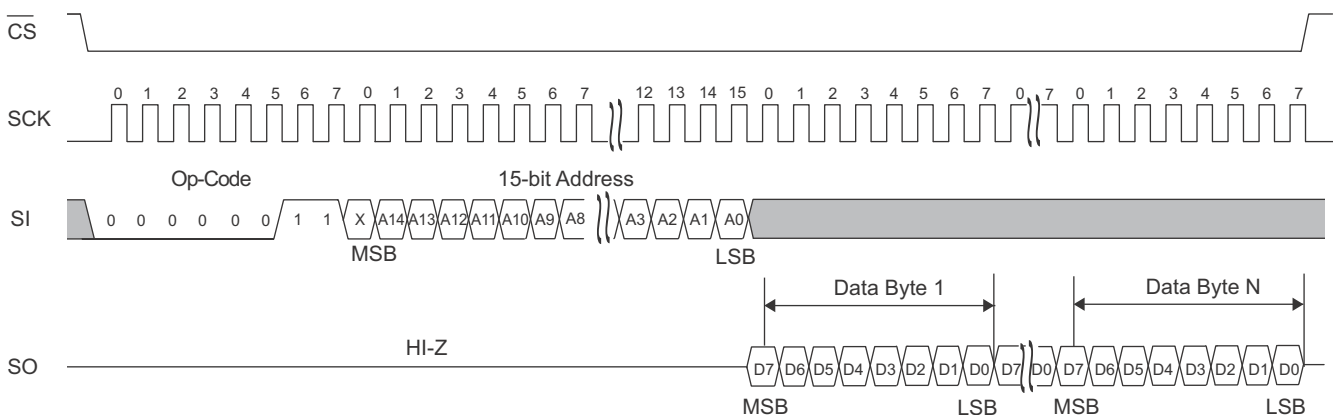 CS
0 1 2 3 4 5 6 7 0 1 2 3 4 5 6 7 12 13 14 15 0 1 2 3 4 5 6 7 0 7 0 1 2 3 4 5 6 7
SCK
Op-Code 15-bit Address
SI 0 0 0 0 0 0 1 1 X A14 A13 A12 A11 A10 A9 A8 A3 A2 A1 A0
MSB LSB
Data Byte 1 Data Byte N
HI-Z
SO D7 D6 D5 D4 D3 D2 D1 D0 D7 D0 D7 D6 D5 D4 D3 D2 D1 D0
MSB LSB MSB LSB